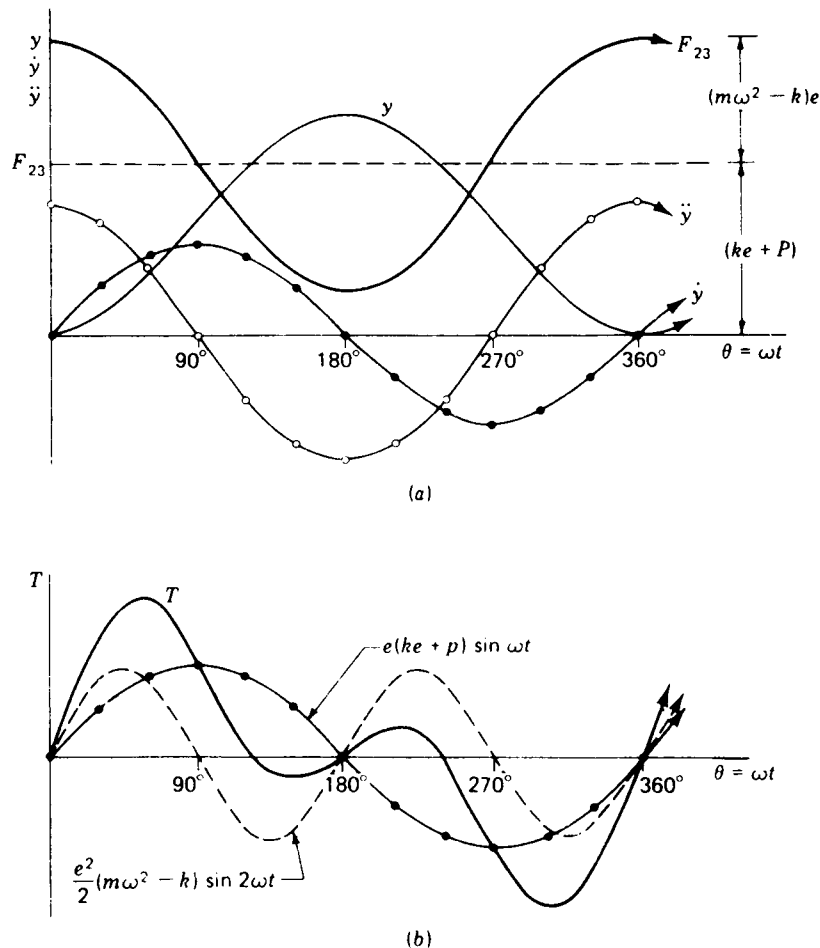 y
ẏ
ÿ
F₂₃
(mω² − k)e
y
F₂₃
ÿ
(ke + P)
ẏ
90° 180° 270° 360° θ = ωt
(a)
T
T
e(ke + p) sin ωt
90° 180° 270° 360° θ = ωt
e²/2 (mω² − k) sin 2ωt
(b)